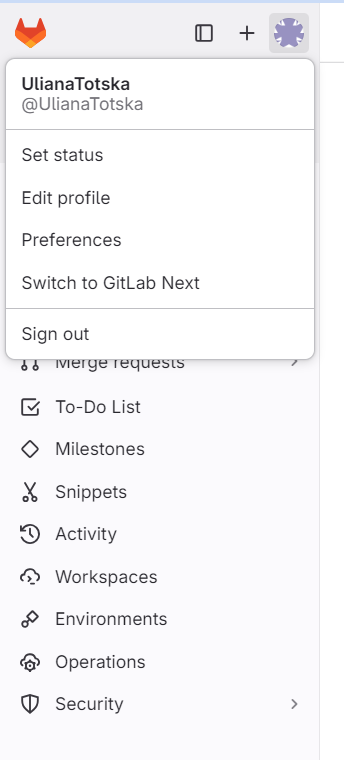 UlianaTotska
@UlianaTotska
Set status
Edit profile
Preferences
Switch to GitLab Next
Sign out
Merge requests
To-Do List
Milestones
Snippets
Activity
Workspaces
Environments
Operations
Security